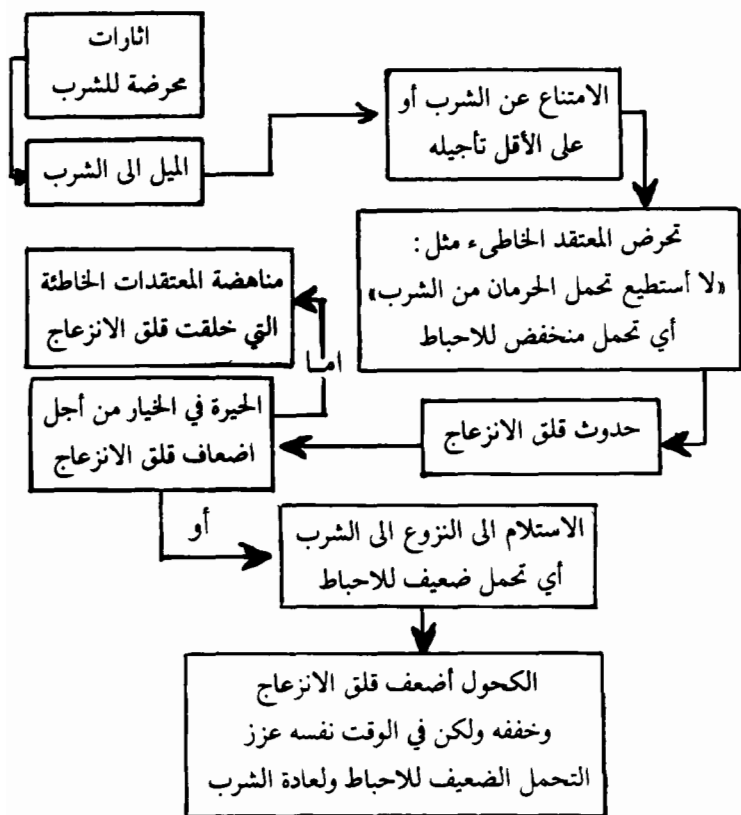 اثارات
محرضة للشرب
الميل الى الشرب
الامتناع عن الشرب أو
على الأقل تأجيله
تحرض المعتقد الخاطىء مثل :
«لا أستطيع تحمل الحرمان من الشرب»
أي تحمل منخفض للاحباط
حدوث قلق الانزعاج
الحيرة في الخيار من أجل
اضعاف قلق الانزعاج
اما
مناهضة المعتقدات الخاطئة
التي خلقت قلق الانزعاج
أو
الاستلام الى النزوع الى الشرب
أي تحمل ضعيف للاحباط
الكحول أضعف قلق الانزعاج
وخففه ولكن في الوقت نفسه عزز
التحمل الضعيف للاحباط ولعادة الشرب